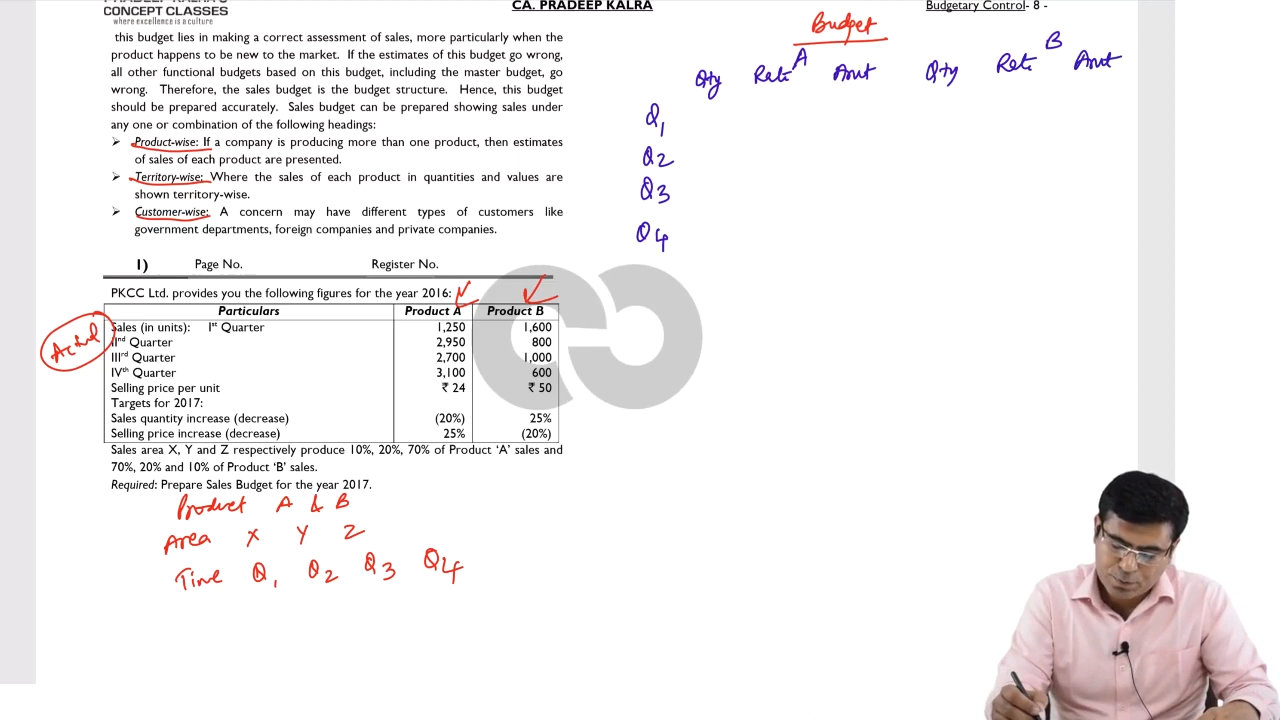 PRADEEP KALRA'S
CONCEPT CLASSES
where excellence is a culture
CA. PRADEEP KALRA
Budgetary Control- 8 -
this budget lies in making a correct assessment of sales, more particularly when the
product happens to be new to the market. If the estimates of this budget go wrong,
all other functional budgets based on this budget, including the master budget, go
wrong. Therefore, the sales budget is the budget structure. Hence, this budget
should be prepared accurately. Sales budget can be prepared showing sales under
any one or combination of the following headings:
➢ Product-wise: If a company is producing more than one product, then estimates
of sales of each product are presented.
➢ Territory-wise: Where the sales of each product in quantities and values are
shown territory-wise.
➢ Customer-wise: A concern may have different types of customers like
government departments, foreign companies and private companies.
1) Page No. Register No.
PKCC Ltd. provides you the following figures for the year 2016:
Particulars Product A Product B
Sales (in units): Ist Quarter 1,250 1,600
IInd Quarter 2,950 800
IIIrd Quarter 2,700 1,000
IVth Quarter 3,100 600
Selling price per unit ₹ 24 ₹ 50
Targets for 2017:
Sales quantity increase (decrease) (20%) 25%
Selling price increase (decrease) 25% (20%)
Sales area X, Y and Z respectively produce 10%, 20%, 70% of Product ‘A’ sales and
70%, 20% and 10% of Product ‘B’ sales.
Required: Prepare Sales Budget for the year 2017.
Actual
Product A & B
Area X Y Z
Time Q1 Q2 Q3 Q4
Budget
A B
Qty Rate Amt Qty Rate Amt
Q1
Q2
Q3
Q4